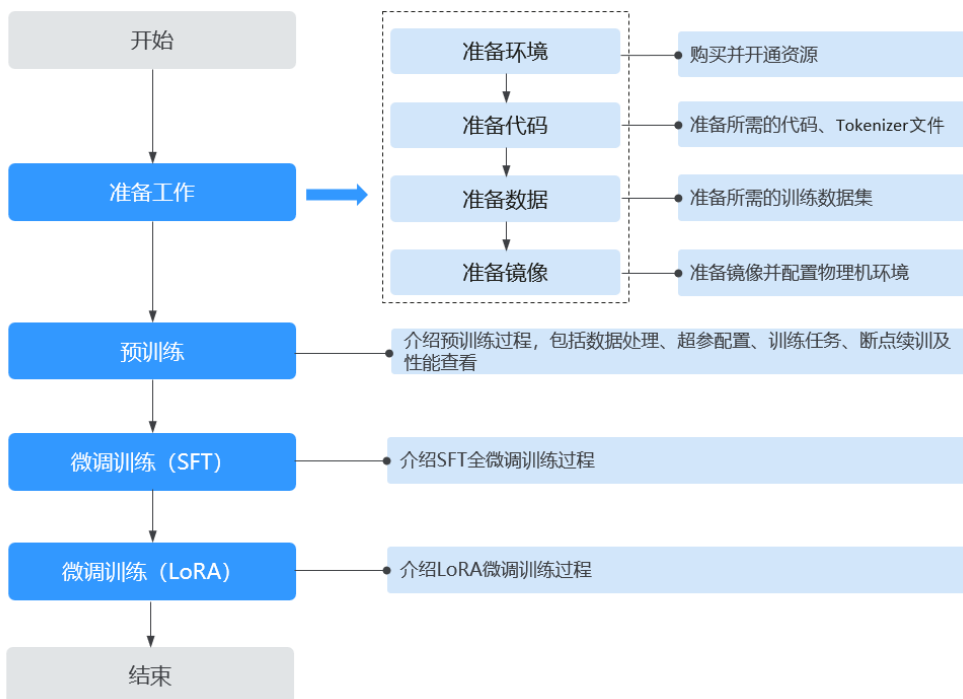 开始
准备环境
购买并开通资源
准备代码
准备所需的代码、Tokenizer文件
准备工作
准备数据
准备所需的训练数据集
准备镜像
准备镜像并配置物理机环境
预训练
介绍预训练过程，包括数据处理、超参配置、训练任务、断点续训及
性能查看
微调训练（SFT）
介绍SFT全微调训练过程
微调训练（LoRA）
介绍LoRA微调训练过程
结束